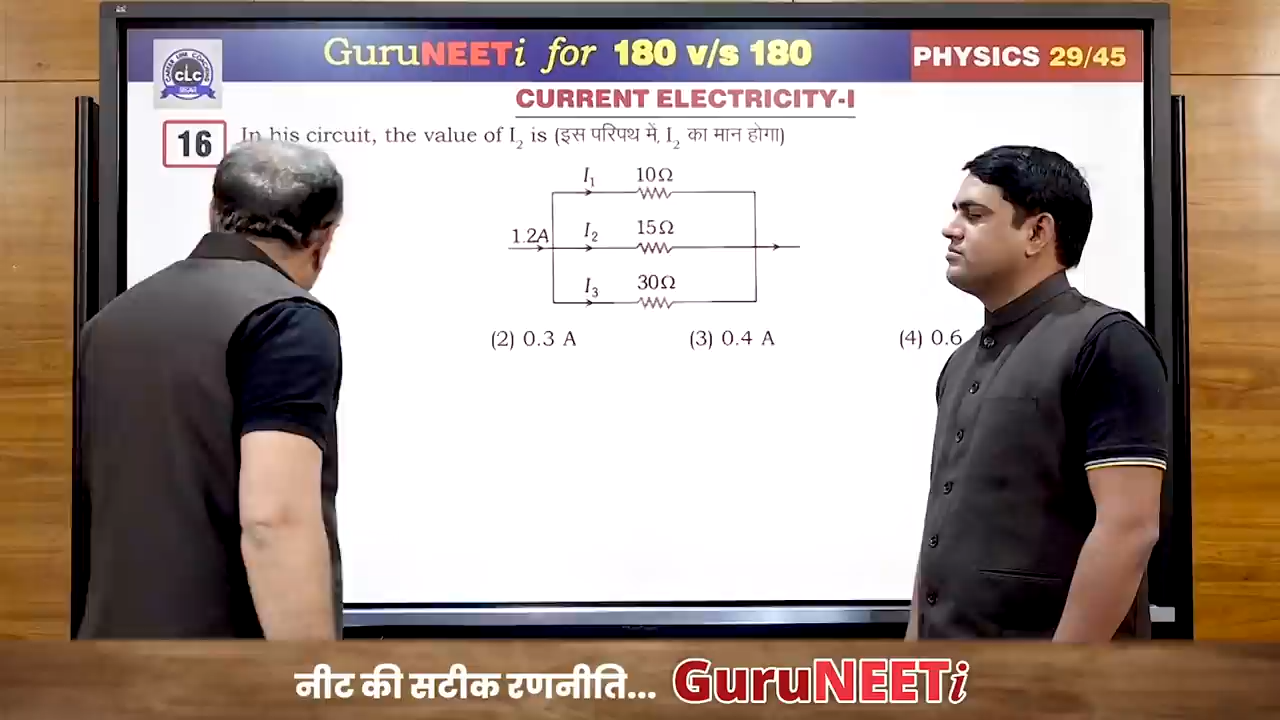 GuruNEETi for 180 v/s 180
PHYSICS 29/45
CLC
CURRENT ELECTRICITY-I
16 In his circuit, the value of I₂ is (इस परिपथ में, I₂ का मान होगा)
I₁ 10Ω
1.2A I₂ 15Ω
I₃ 30Ω
(2) 0.3 A (3) 0.4 A (4) 0.6
नीट की सटीक रणनीति... GuruNEETi